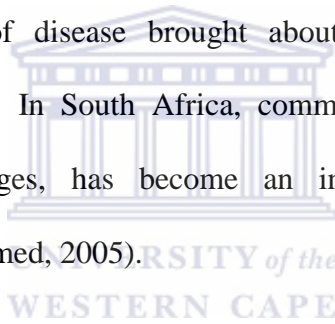 of disease brought about
In South Africa, comm
ges, has become an in
med, 2005).
UNIVERSITY of the
WESTERN CAPE